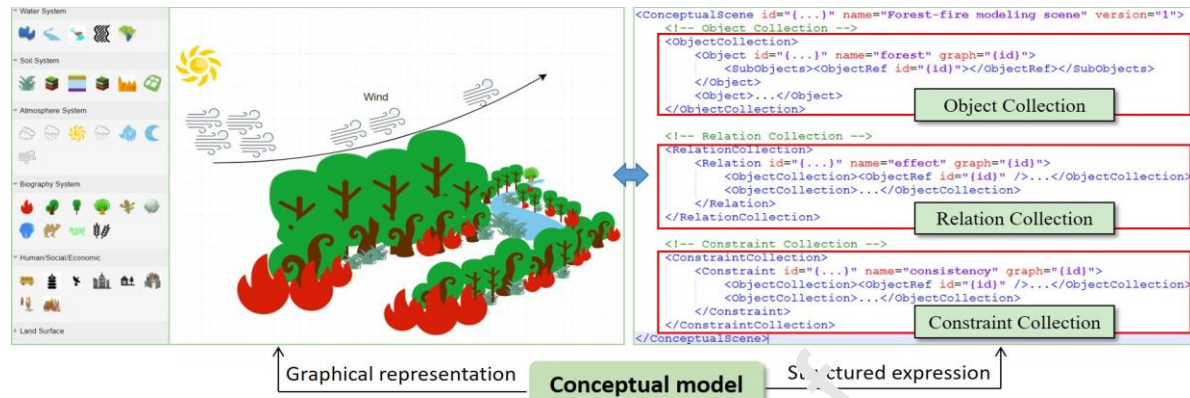 Water System
Soil System
Atmosphere System
Biography System
Human/Social/Economic
Land Surface
Wind
<ConceptualScene id="{...}" name="Forest-fire modeling scene" version="1">
<!-- Object Collection -->
<ObjectCollection>
<Object id="{...}" name="forest" graph="{id}">
<SubObjects><ObjectRef id="{id}"></ObjectRef></SubObjects>
</Object>
<Object>...</Object>
</ObjectCollection>
Object Collection
<!-- Relation Collection -->
<RelationCollection>
<Relation id="{...}" name="effect" graph="{id}">
<ObjectCollection><ObjectRef id="{id}" />...</ObjectCollection>
<ObjectCollection>...</ObjectCollection>
</Relation>
</RelationCollection>
Relation Collection
<!-- Constraint Collection -->
<ConstraintCollection>
<Constraint id="{...}" name="consistency" graph="{id}">
<ObjectCollection><ObjectRef id="{id}" />...</ObjectCollection>
<ObjectCollection>...</ObjectCollection>
</Constraint>
</ConstraintCollection>
Constraint Collection
</ConceptualScene>
Graphical representation
Conceptual model
Structured expression